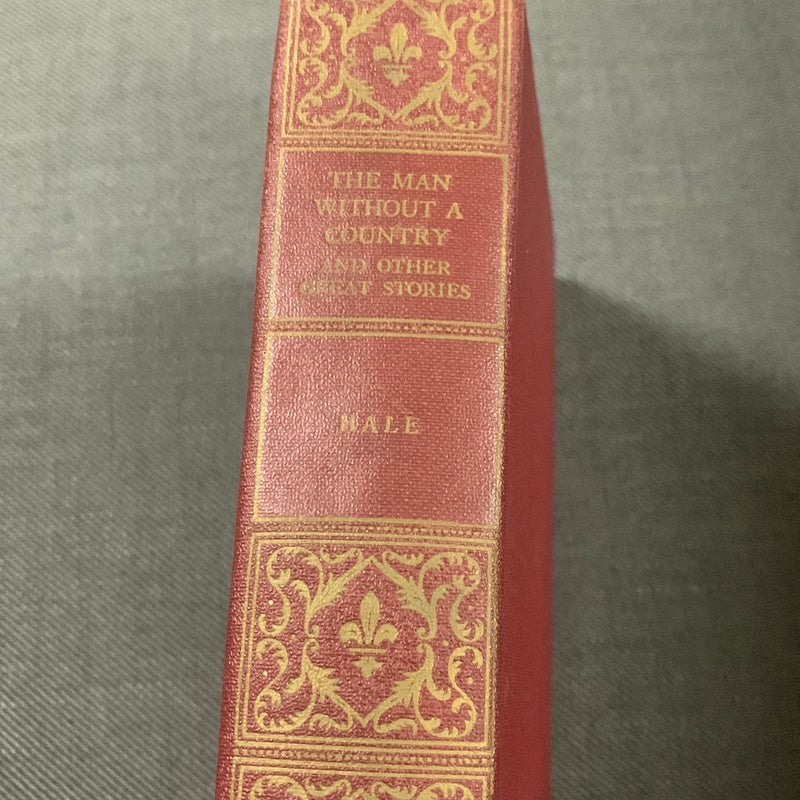 THE MAN
WITHOUT A
COUNTRY
AND OTHER
GREAT STORIES
HALE